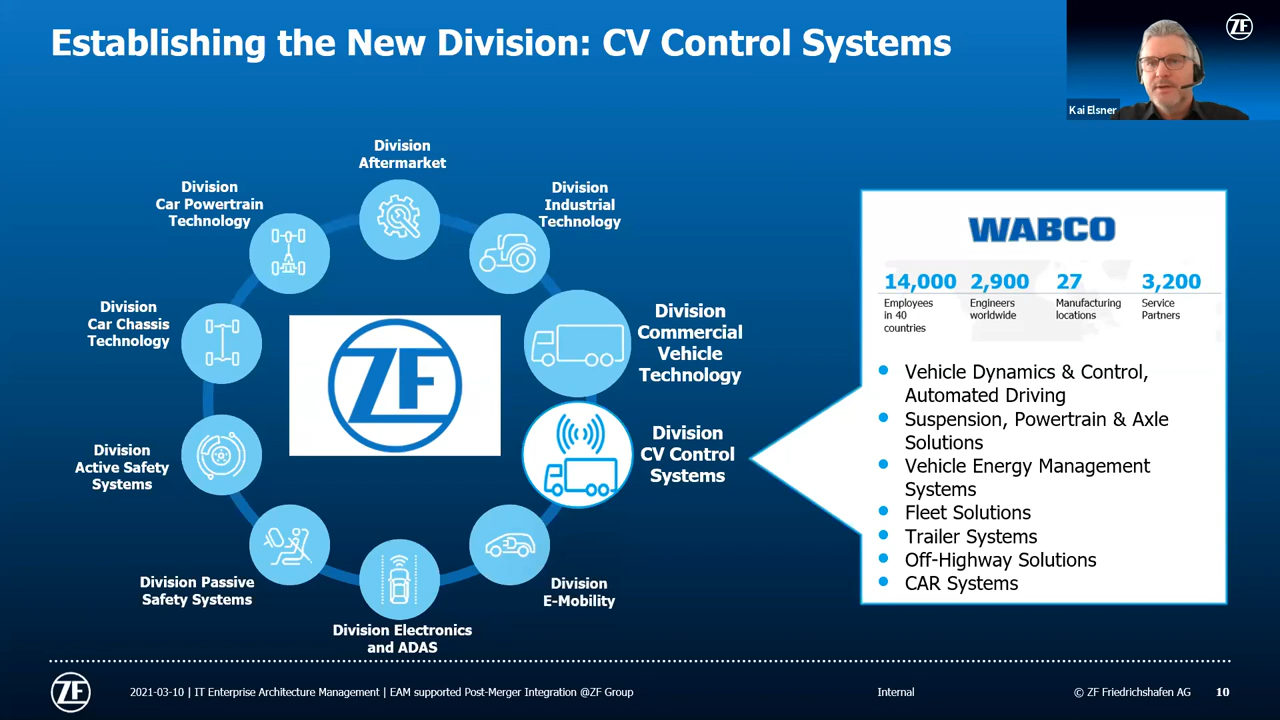 Establishing the New Division: CV Control Systems
ZF
Kai Elsner
Division
Aftermarket
Division
Car Powertrain
Technology
Division
Industrial
Technology
Division
Car Chassis
Technology
Division
Commercial
Vehicle
Technology
ZF
Division
Active Safety
Systems
Division
CV Control
Systems
Division Passive
Safety Systems
Division
E-Mobility
Division Electronics
and ADAS
WABCO
14,000
Employees
in 40
countries
2,900
Engineers
worldwide
27
Manufacturing
locations
3,200
Service
Partners
• Vehicle Dynamics & Control,
Automated Driving
• Suspension, Powertrain & Axle
Solutions
• Vehicle Energy Management
Systems
• Fleet Solutions
• Trailer Systems
• Off-Highway Solutions
• CAR Systems
ZF
2021-03-10 | IT Enterprise Architecture Management | EAM supported Post-Merger Integration @ZF Group
Internal
© ZF Friedrichshafen AG
10